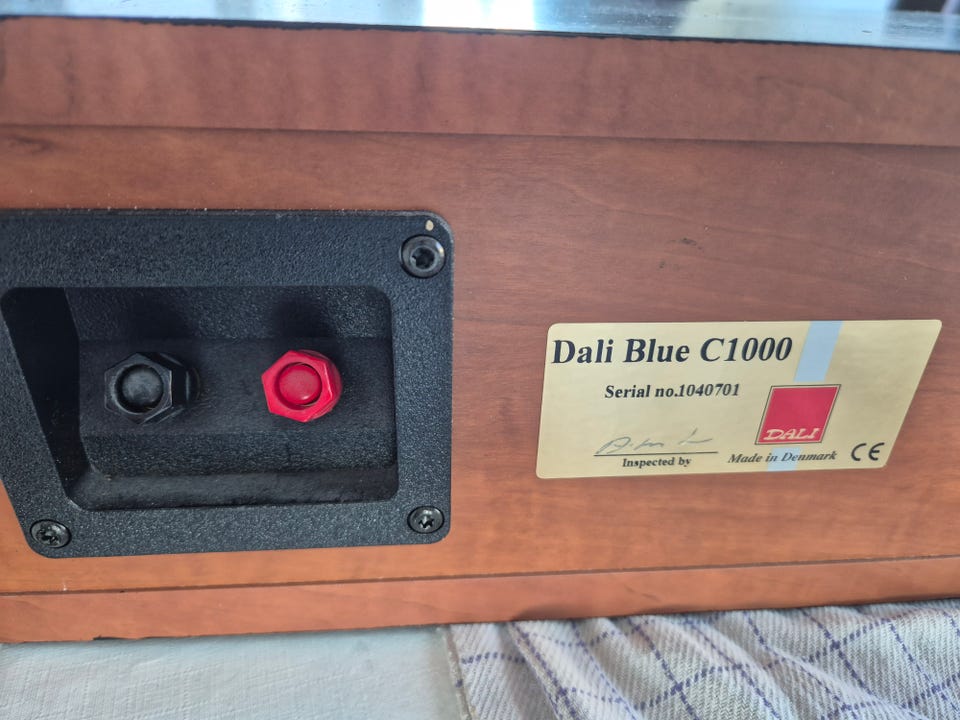 Dali Blue C1000
Serial no.1040701
DALI
Inspected by
Made in Denmark
CE